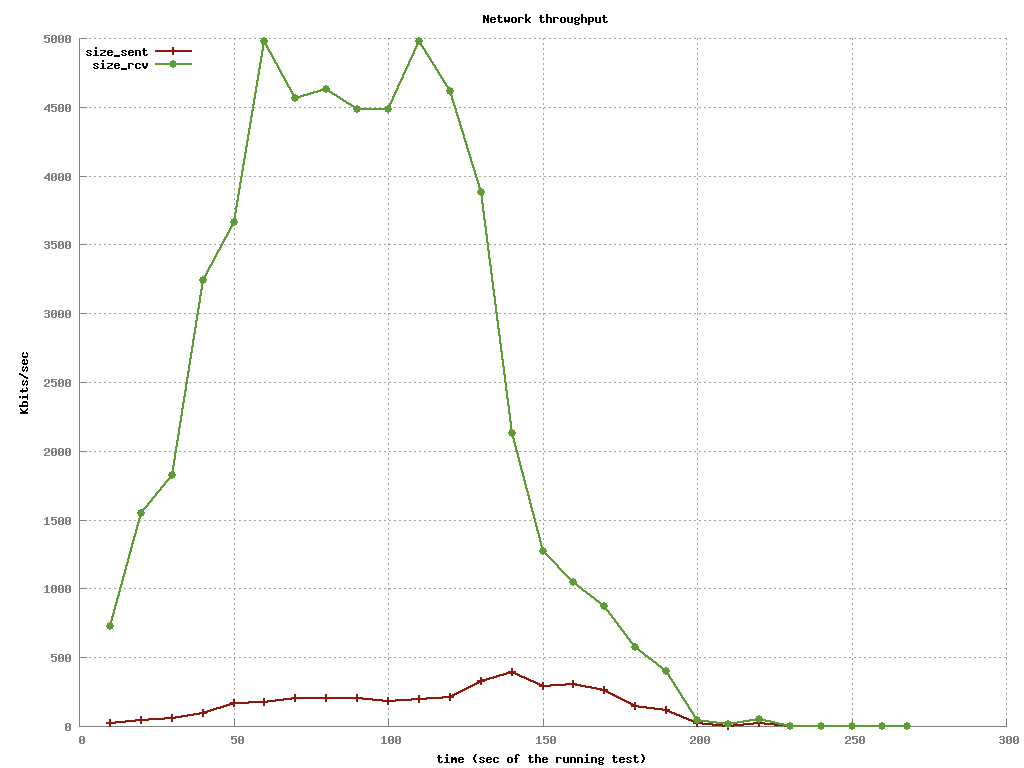 Network throughput
size_sent
size_rcv
5000
4500
4000
3500
3000
2500
2000
1500
1000
500
0
Kbits/sec
0 50 100 150 200 250 300
time (sec of the running test)